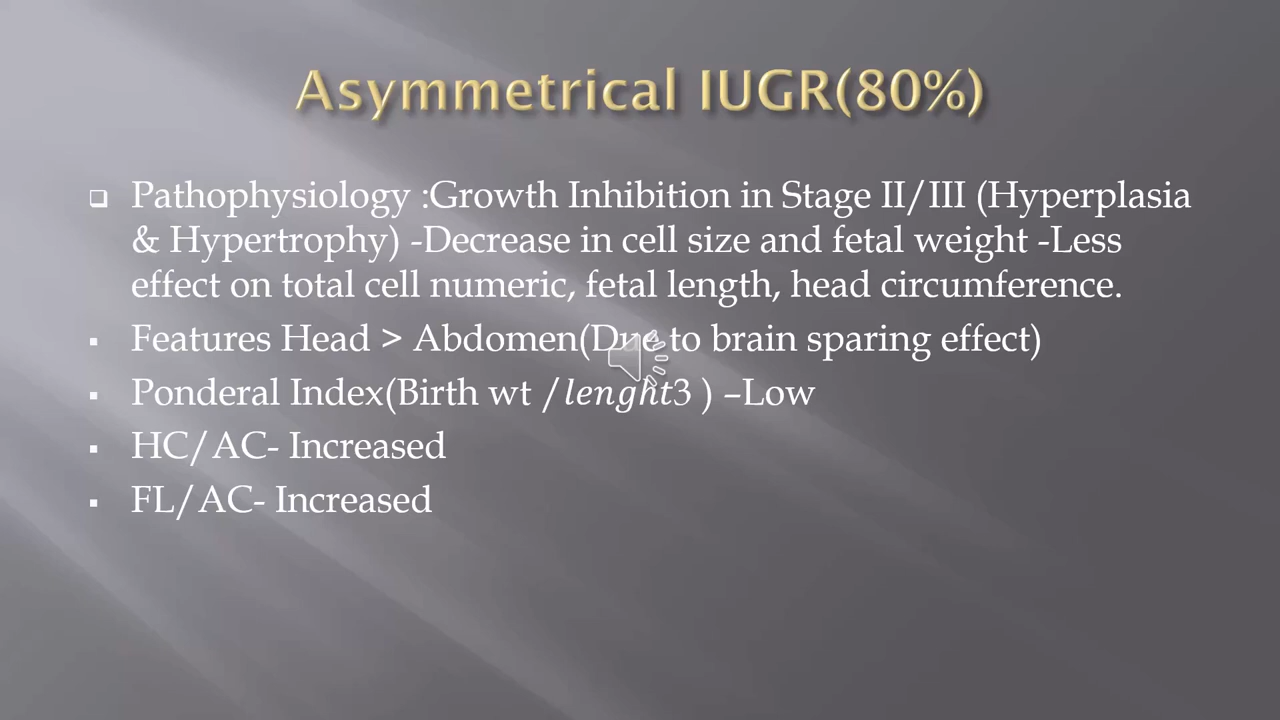 Asymmetrical IUGR(80%)
Pathophysiology :Growth Inhibition in Stage II/III (Hyperplasia
& Hypertrophy) -Decrease in cell size and fetal weight -Less
effect on total cell numeric, fetal length, head circumference.
Features Head > Abdomen(Due to brain sparing effect)
Ponderal Index(Birth wt /lenght3 ) –Low
HC/AC- Increased
FL/AC- Increased